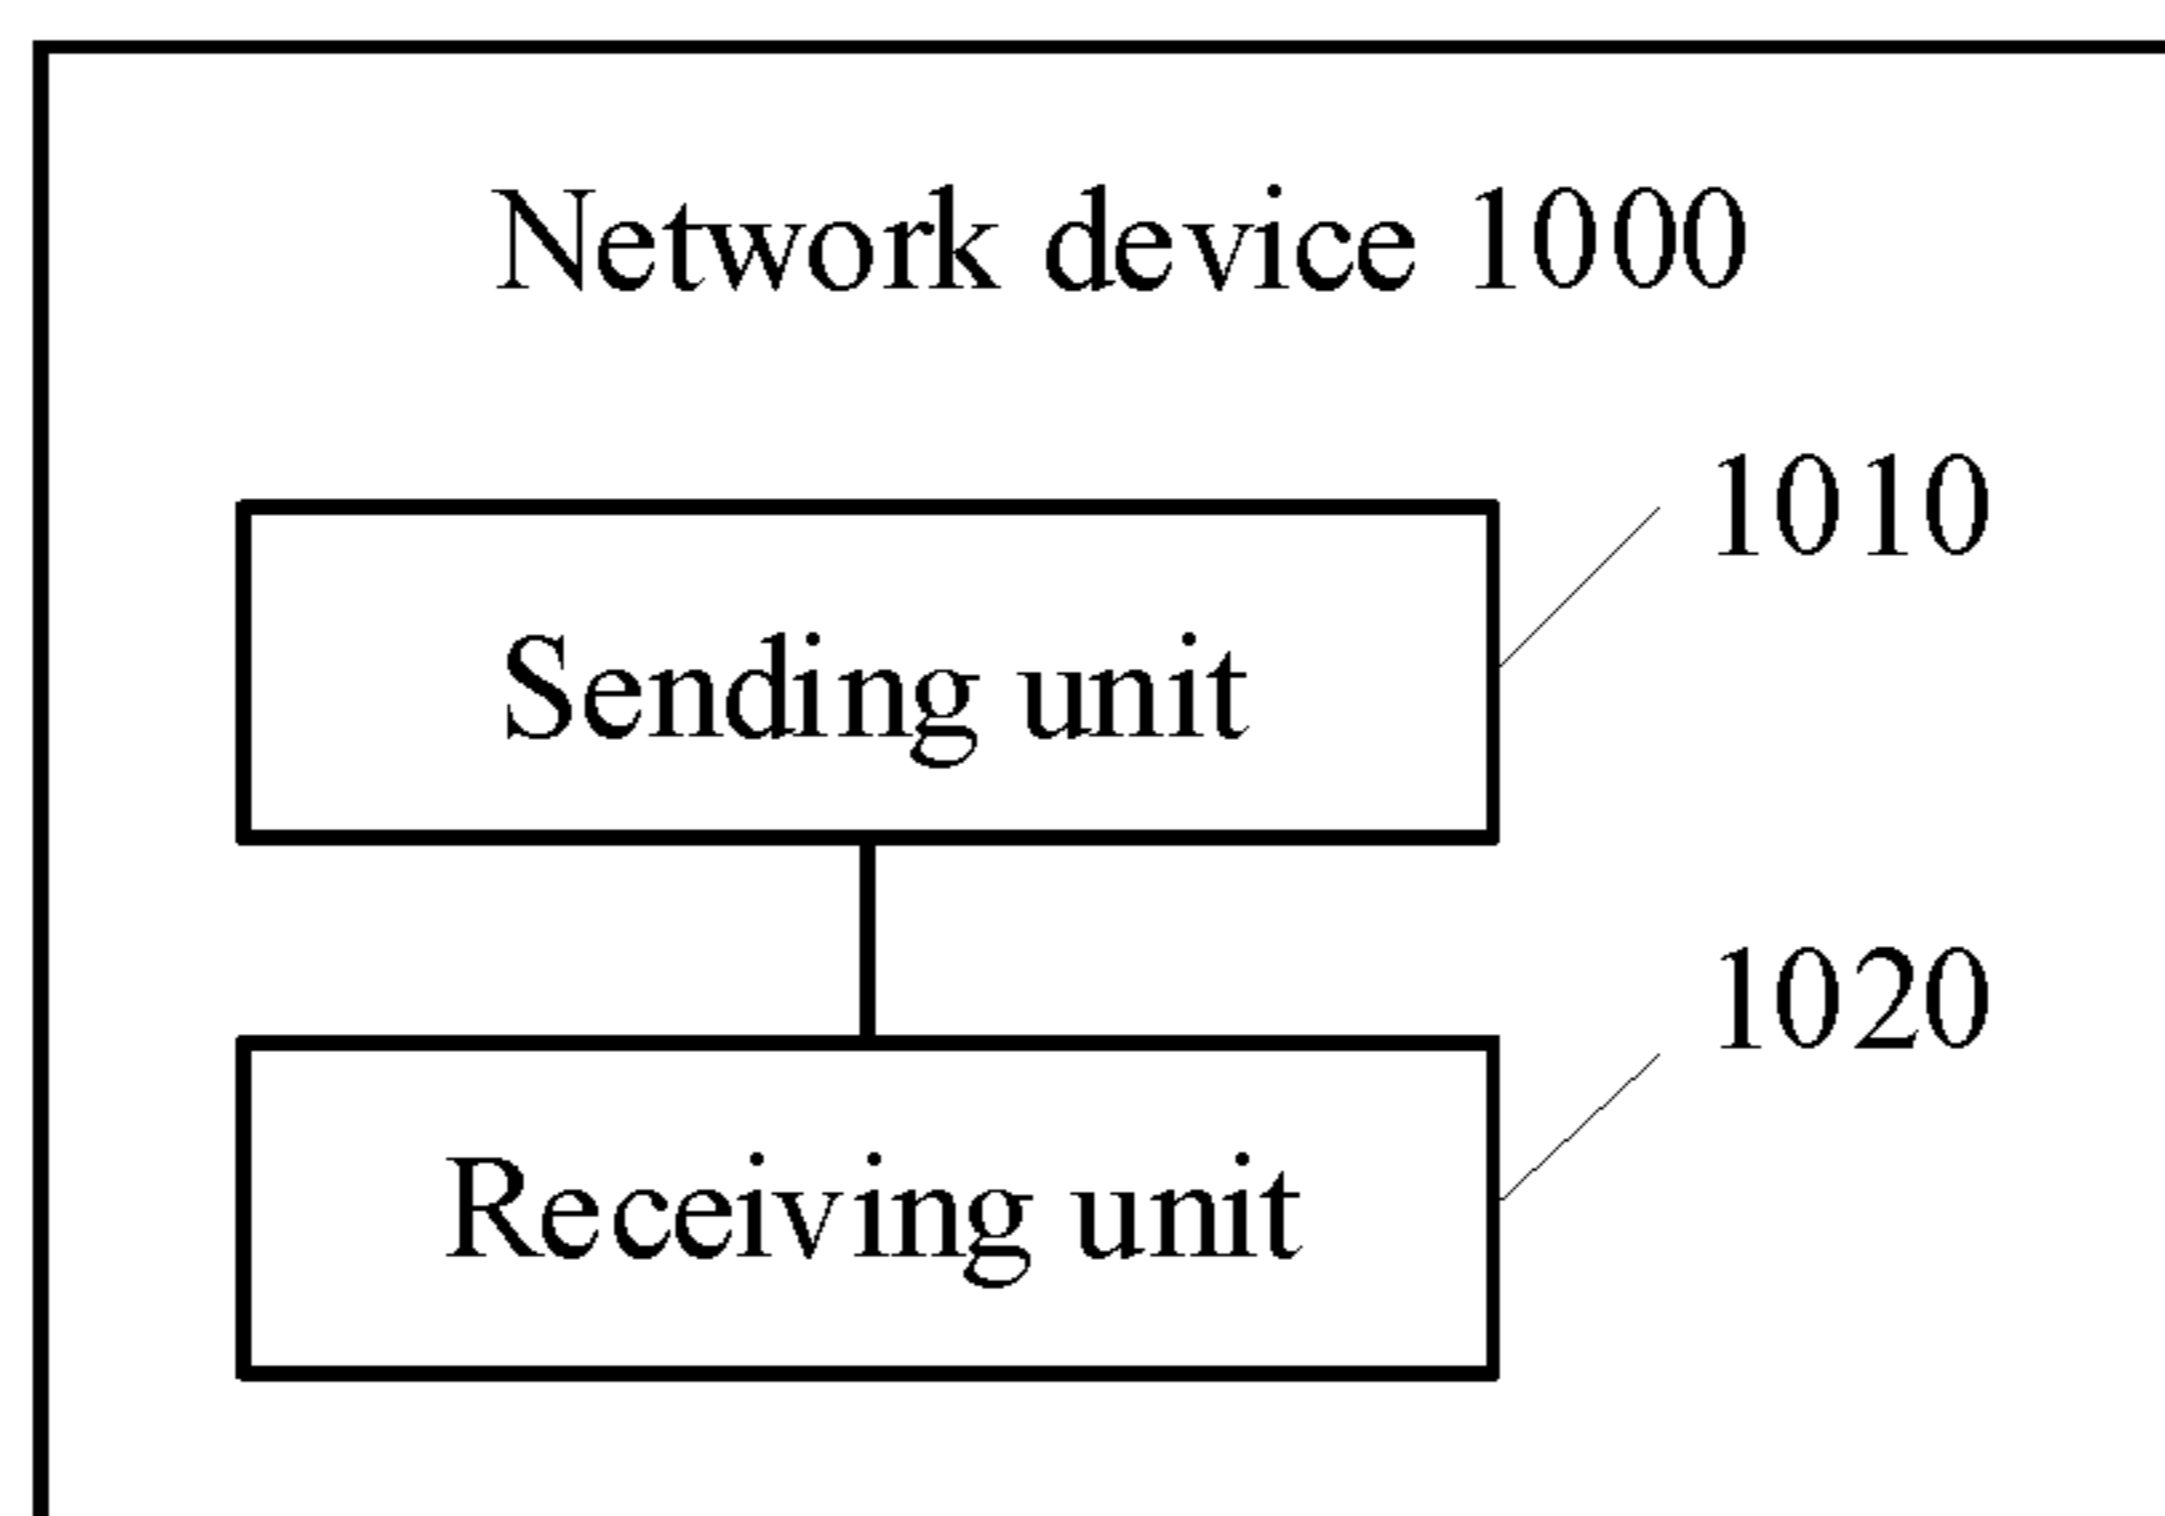 Network device 1000
1010
Sending unit
1020
Receiving unit